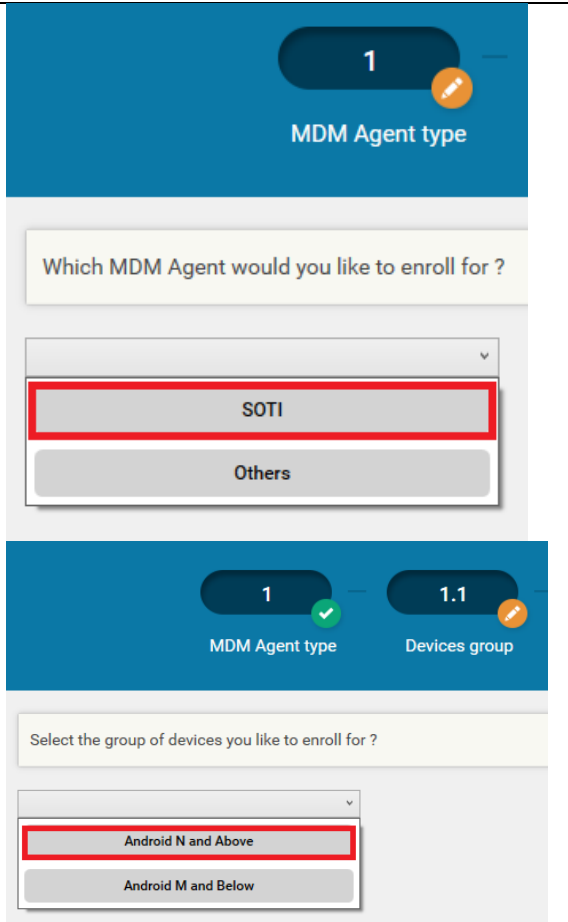 1
MDM Agent type
Which MDM Agent would you like to enroll for ?
SOTI
Others
1 1.1
MDM Agent type Devices group
Select the group of devices you like to enroll for ?
Android N and Above
Android M and Below